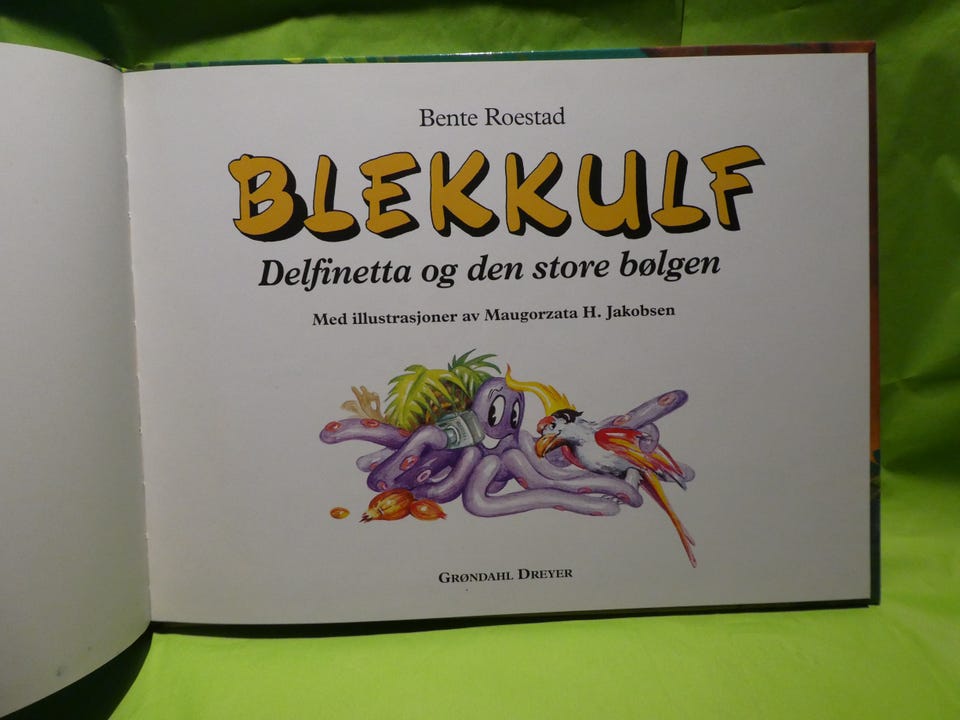 Bente Roestad
BLEKKULF
Delfinetta og den store bølgen
Med illustrasjoner av Maugorzata H. Jakobsen
GRØNDAHL DREYER